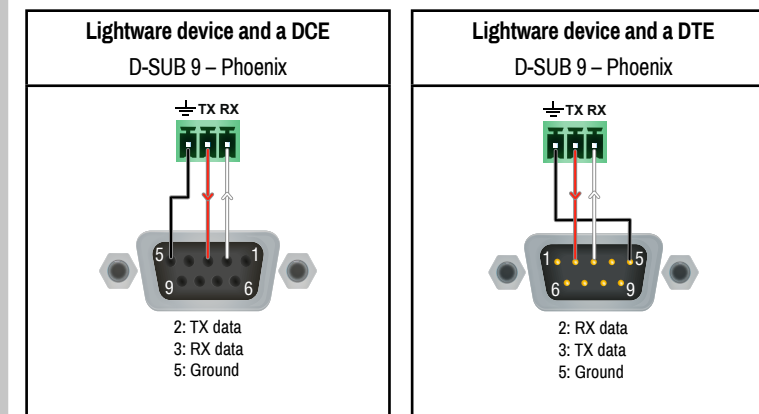 Lightware device and a DCE
D-SUB 9 – Phoenix
TX RX
5 1
9 6
2: TX data
3: RX data
5: Ground
Lightware device and a DTE
D-SUB 9 – Phoenix
TX RX
1 5
6 9
2: RX data
3: TX data
5: Ground